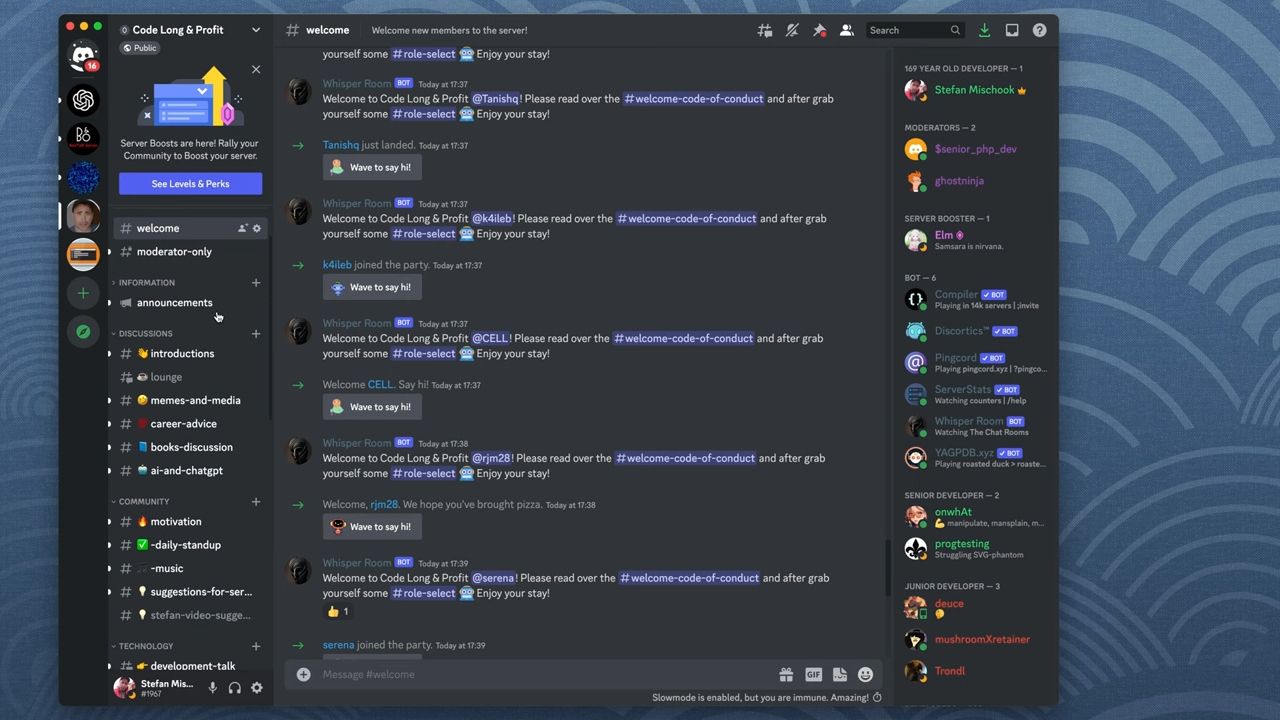 16
Code Long & Profit
Public
Server Boosts are here! Rally your
Community to Boost your server.
See Levels & Perks
# welcome
moderator-only
INFORMATION
announcements
DISCUSSIONS
introductions
lounge
memes-and-media
career-advice
books-discussion
ai-and-chatgpt
COMMUNITY
motivation
-daily-standup
-music
suggestions-for-ser...
stefan-video-sugge...
TECHNOLOGY
development-talk
Stefan Mis...
#1967
# welcome
Welcome new members to the server!
Search
yourself some #role-select 🤖 Enjoy your stay!
Whisper Room BOT Today at 17:37
Welcome to Code Long & Profit @Tanishq! Please read over the #welcome-code-of-conduct and after grab
yourself some #role-select 🤖 Enjoy your stay!
Tanishq just landed. Today at 17:37
Wave to say hi!
Whisper Room BOT Today at 17:37
Welcome to Code Long & Profit @k4ileb! Please read over the #welcome-code-of-conduct and after grab
yourself some #role-select 🤖 Enjoy your stay!
k4ileb joined the party. Today at 17:37
Wave to say hi!
Whisper Room BOT Today at 17:37
Welcome to Code Long & Profit @CELL! Please read over the #welcome-code-of-conduct and after grab
yourself some #role-select 🤖 Enjoy your stay!
Welcome CELL. Say hi! Today at 17:37
Wave to say hi!
Whisper Room BOT Today at 17:38
Welcome to Code Long & Profit @rjm28! Please read over the #welcome-code-of-conduct and after grab
yourself some #role-select 🤖 Enjoy your stay!
Welcome, rjm28. We hope you've brought pizza. Today at 17:38
Wave to say hi!
Whisper Room BOT Today at 17:39
Welcome to Code Long & Profit @serena! Please read over the #welcome-code-of-conduct and after grab
yourself some #role-select 🤖 Enjoy your stay!
👍 1
serena joined the party. Today at 17:39
Message #welcome
GIF
Slowmode is enabled, but you are immune. Amazing!
169 YEAR OLD DEVELOPER — 1
Stefan Mischook
MODERATORS — 2
$senior_php_dev
ghostninja
SERVER BOOSTER — 1
Elm
Samsara is nirvana.
BOT — 6
Compiler ✓ BOT
Playing in 14k servers | ;invite
Discortics™ ✓ BOT
Pingcord ✓ BOT
Playing pingcord.xyz | ?pingco...
ServerStats ✓ BOT
Watching counters | /help
Whisper Room BOT
Watching The Chat Rooms
YAGPDB.xyz ✓ BOT
Playing roasted duck > roaste...
SENIOR DEVELOPER — 2
onwhAt
💪 manipulate, mansplain, m...
progtesting
Struggling SVG-phantom
JUNIOR DEVELOPER — 3
deuce
mushroomXretainer
Trondl